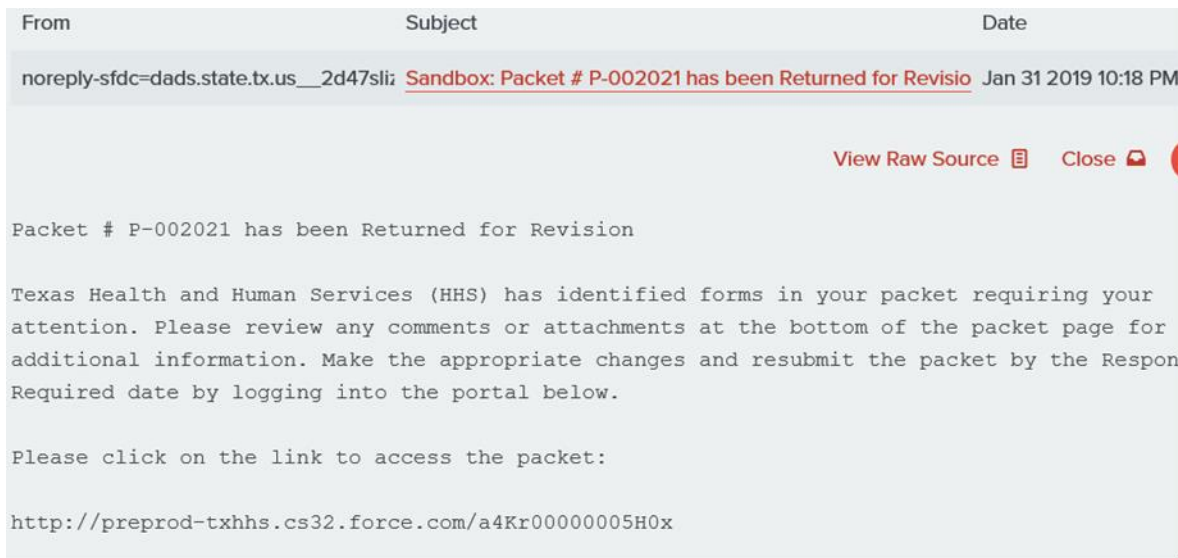 From Subject Date
noreply-sfdc=dads.state.tx.us__2d47sliz Sandbox: Packet # P-002021 has been Returned for Revisio Jan 31 2019 10:18 PM
View Raw Source Close
Packet # P-002021 has been Returned for Revision
Texas Health and Human Services (HHS) has identified forms in your packet requiring your
attention. Please review any comments or attachments at the bottom of the packet page for
additional information. Make the appropriate changes and resubmit the packet by the Respon
Required date by logging into the portal below.
Please click on the link to access the packet:
http://preprod-txhhs.cs32.force.com/a4Kr00000005H0x